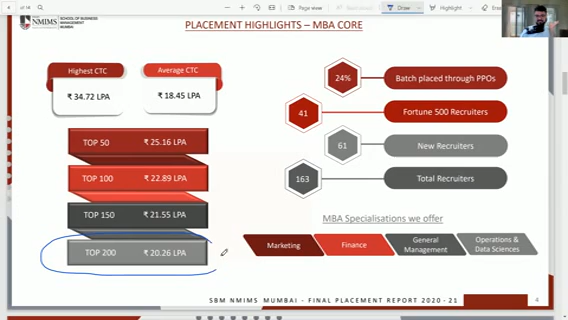 4 of 14
Page view
Draw
Highlight
NMIMS
SCHOOL OF BUSINESS
MANAGEMENT
MUMBAI
PLACEMENT HIGHLIGHTS – MBA CORE
Highest CTC
₹ 34.72 LPA
Average CTC
₹ 18.45 LPA
TOP 50 ₹ 25.16 LPA
TOP 100 ₹ 22.89 LPA
TOP 150 ₹ 21.55 LPA
TOP 200 ₹ 20.26 LPA
24% Batch placed through PPOs
41 Fortune 500 Recruiters
61 New Recruiters
163 Total Recruiters
MBA Specialisations we offer
Marketing
Finance
General
Management
Operations &
Data Sciences
SBM NMIMS MUMBAI - FINAL PLACEMENT REPORT 2020 - 21
4